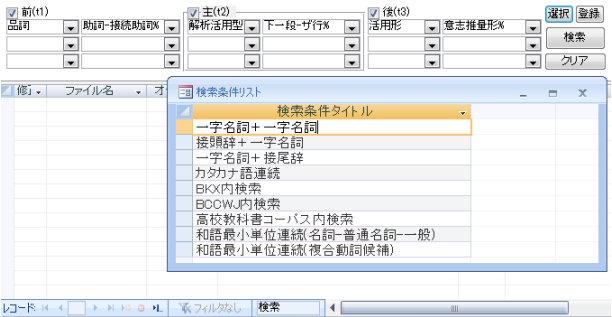 前(t1) 主(t2) 後(t3) 選択 登録
品詞 助詞-接続助詞% 解析活用型 下一段-ザ行% 活用形 意志推量形%
検索
クリア
ファイル名
検索条件リスト
検索条件タイトル
一字名詞+一字名詞
接頭辞+一字名詞
一字名詞+接尾辞
カタカナ語連続
BKX内検索
BCCWJ内検索
高校教科書コーパス内検索
和語最小単位連続(名詞-普通名詞-一般)
和語最小単位連続(複合動詞候補)
レコード: フィルタなし 検索